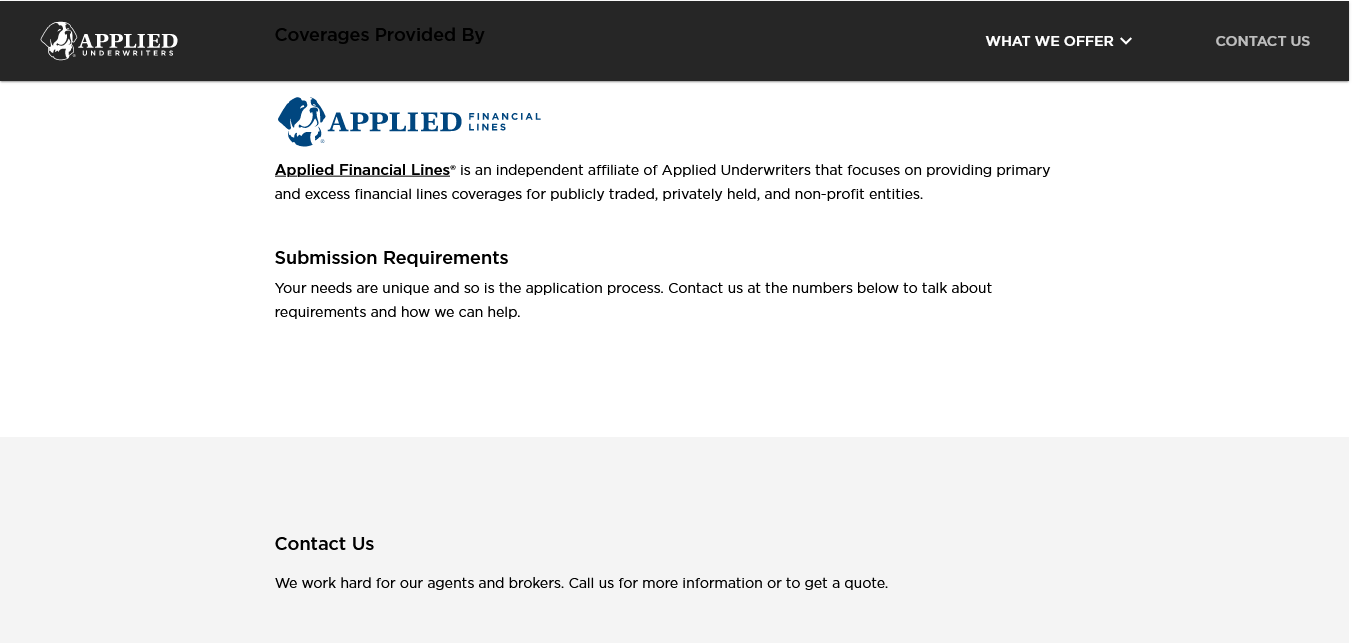 APPLIED
UNDERWRITERS
Coverages Provided By
WHAT WE OFFER
CONTACT US
APPLIED FINANCIAL
LINES
Applied Financial Lines® is an independent affiliate of Applied Underwriters that focuses on providing primary
and excess financial lines coverages for publicly traded, privately held, and non-profit entities.
Submission Requirements
Your needs are unique and so is the application process. Contact us at the numbers below to talk about
requirements and how we can help.
Contact Us
We work hard for our agents and brokers. Call us for more information or to get a quote.